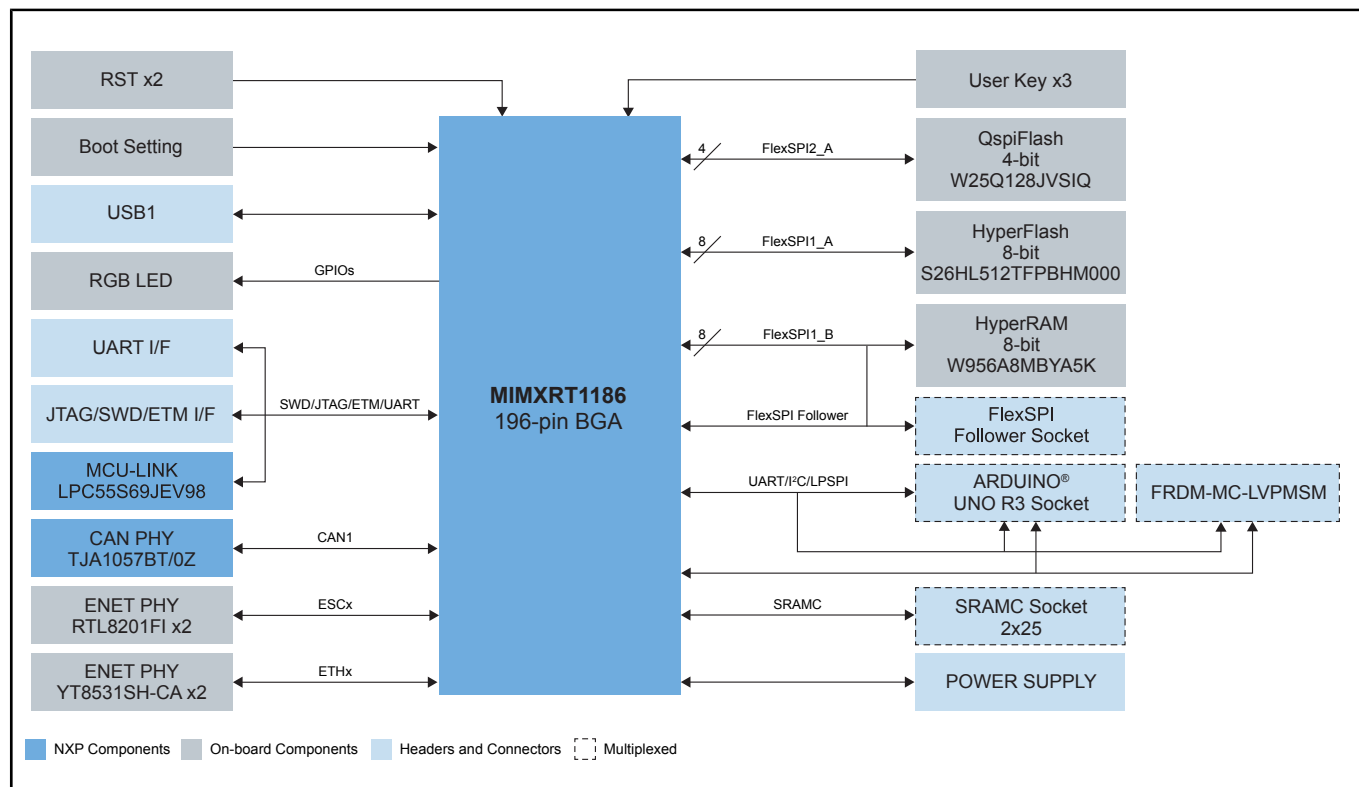 RST x2
Boot Setting
USB1
RGB LED
GPIOs
UART I/F
JTAG/SWD/ETM I/F
SWD/JTAG/ETM/UART
MCU-LINK
LPC55S69JEV98
CAN PHY
TJA1057BT/0Z
CAN1
ENET PHY
RTL8201FI x2
ESCx
ENET PHY
YT8531SH-CA x2
ETHx
MIMXRT1186
196-pin BGA
User Key x3
4
FlexSPI2_A
QspiFlash
4-bit
W25Q128JVSIQ
8
FlexSPI1_A
HyperFlash
8-bit
S26HL512TFPBHM000
8
FlexSPI1_B
HyperRAM
8-bit
W956A8MBYA5K
FlexSPI Follower
FlexSPI
Follower Socket
UART/I²C/LPSPI
ARDUINO®
UNO R3 Socket
FRDM-MC-LVPMSM
SRAMC
SRAMC Socket
2x25
POWER SUPPLY
NXP Components
On-board Components
Headers and Connectors
Multiplexed